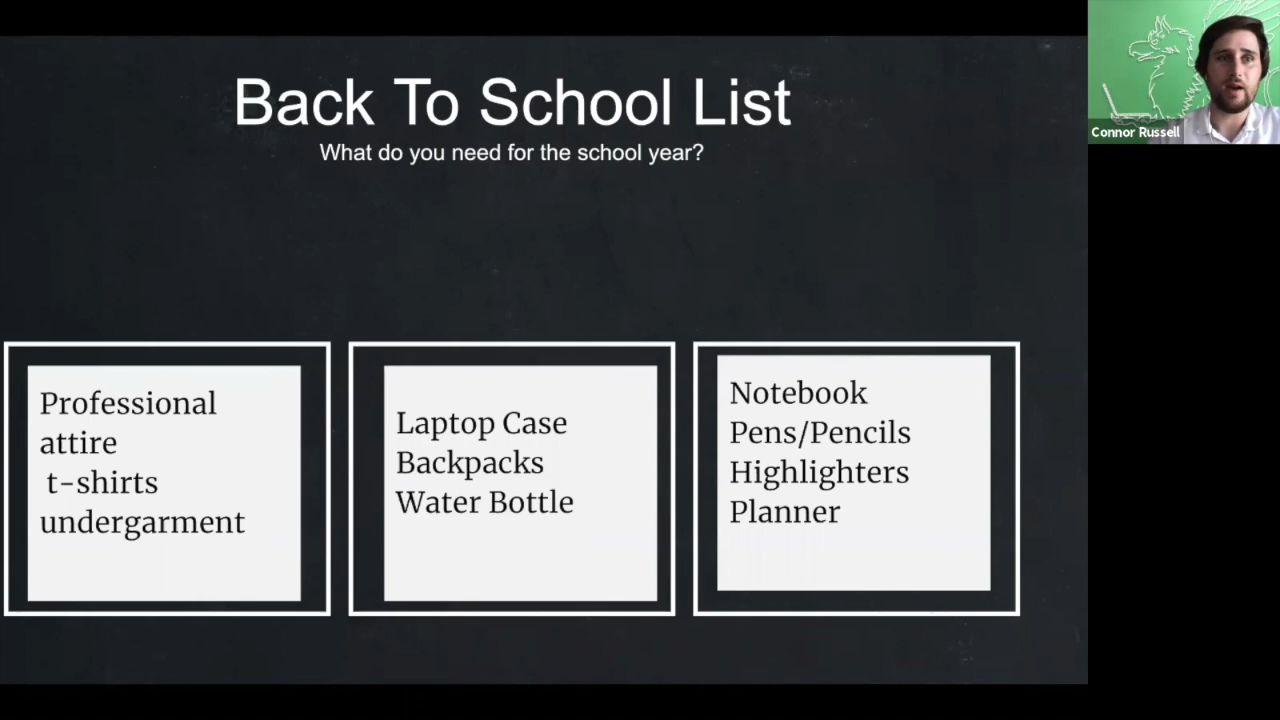 Back To School List
What do you need for the school year?
Connor Russell
Professional
attire
t-shirts
undergarment
Laptop Case
Backpacks
Water Bottle
Notebook
Pens/Pencils
Highlighters
Planner